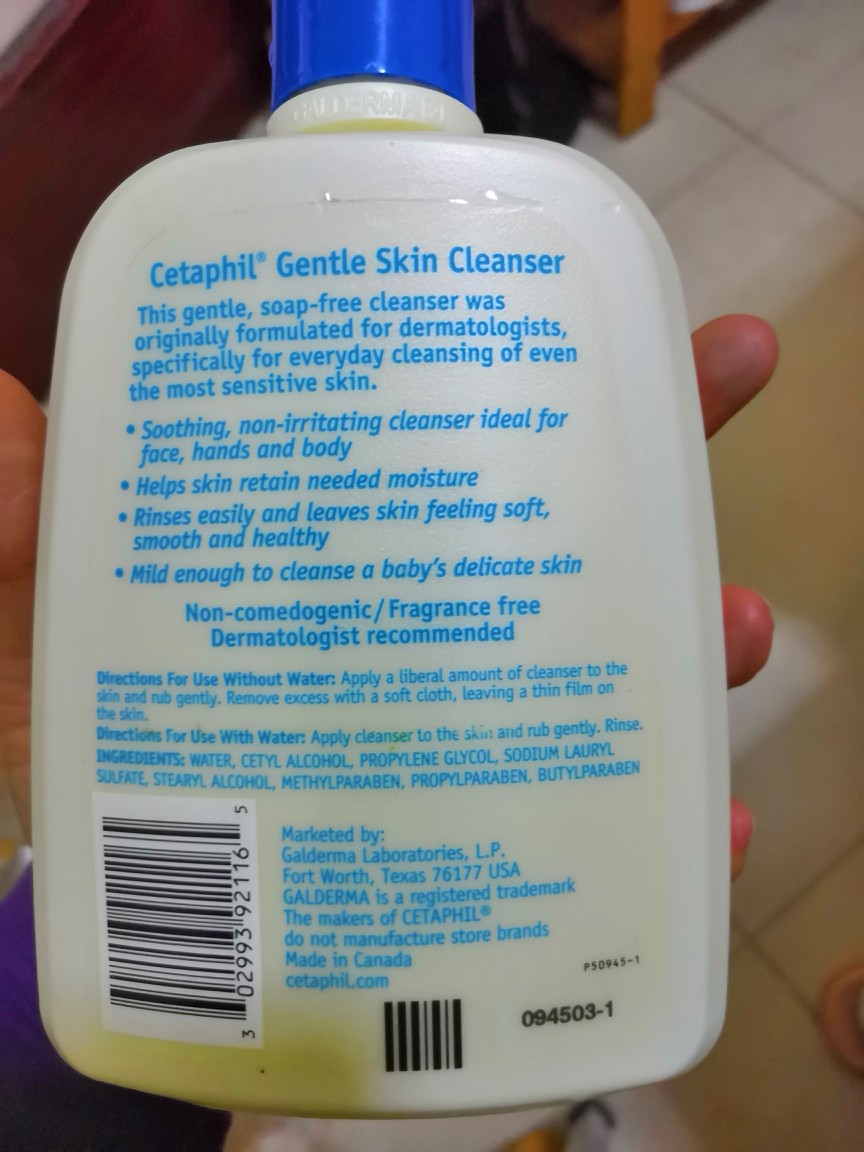 GALDERMA
Cetaphil® Gentle Skin Cleanser
This gentle, soap-free cleanser was
originally formulated for dermatologists,
specifically for everyday cleansing of even
the most sensitive skin.
• Soothing, non-irritating cleanser ideal for
face, hands and body
• Helps skin retain needed moisture
• Rinses easily and leaves skin feeling soft,
smooth and healthy
• Mild enough to cleanse a baby's delicate skin
Non-comedogenic/Fragrance free
Dermatologist recommended
Directions For Use Without Water: Apply a liberal amount of cleanser to the
skin and rub gently. Remove excess with a soft cloth, leaving a thin film on
the skin.
Directions For Use With Water: Apply cleanser to the skin and rub gently. Rinse.
INGREDIENTS: WATER, CETYL ALCOHOL, PROPYLENE GLYCOL, SODIUM LAURYL
SULFATE, STEARYL ALCOHOL, METHYLPARABEN, PROPYLPARABEN, BUTYLPARABEN
3 02993 92116 5
Marketed by:
Galderma Laboratories, L.P.
Fort Worth, Texas 76177 USA
GALDERMA is a registered trademark
The makers of CETAPHIL®
do not manufacture store brands
Made in Canada
cetaphil.com
P50945-1
094503-1